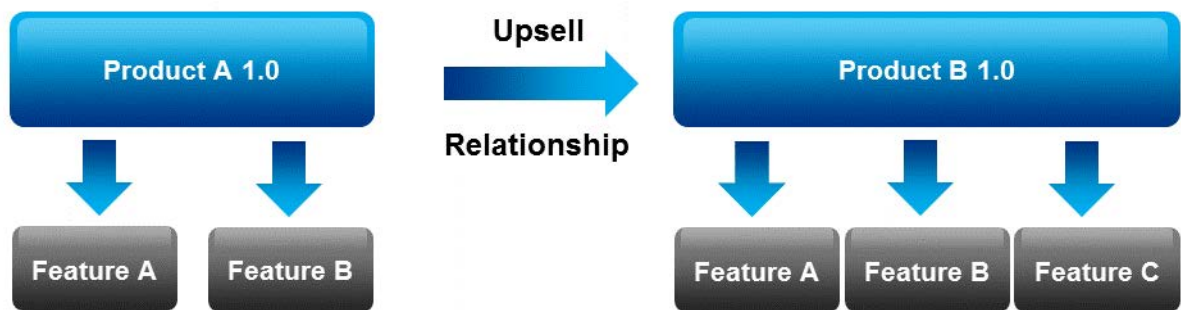 Product A 1.0
Upsell
Relationship
Product B 1.0
Feature A
Feature B
Feature A
Feature B
Feature C